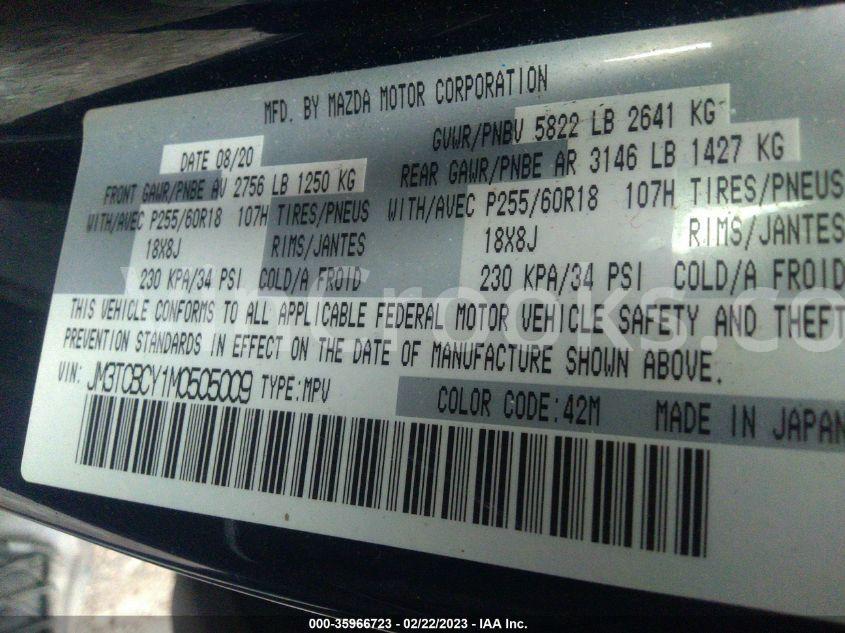 MFD. BY MAZDA MOTOR CORPORATION
DATE 08/20 GVWR/PNBV 5822 LB 2641 KG
FRONT GAWR/PNBE AV 2756 LB 1250 KG REAR GAWR/PNBE AR 3146 LB 1427 KG
WITH/AVEC P255/60R18 107H TIRES/PNEUS WITH/AVEC P255/60R18 107H TIRES/PNEUS
18X8J RIMS/JANTES 18X8J RIMS/JANTES
230 KPA/34 PSI COLD/A FROID 230 KPA/34 PSI COLD/A FROID
THIS VEHICLE CONFORMS TO ALL APPLICABLE FEDERAL MOTOR VEHICLE SAFETY AND THEFT
PREVENTION STANDARDS IN EFFECT ON THE DATE OF MANUFACTURE SHOWN ABOVE.
VIN: JM3TCBCY1M0505009 TYPE:MPV COLOR CODE:42M MADE IN JAPAN
VinCrooks.co
000-35966723 - 02/22/2023 - IAA Inc.